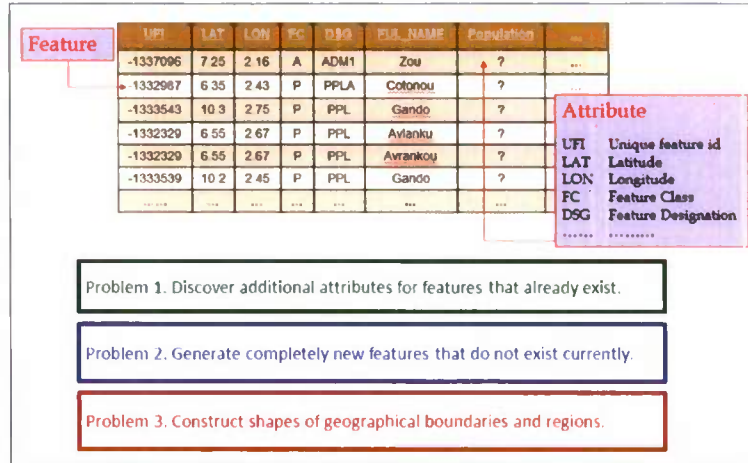 Feature
UFI LAT LON FC DSG FUL_NAME Population ...
-1337096 7 25 2 16 A ADM1 Zou ? ...
-1332987 6 35 2 43 P PPLA Cotonou ? ...
-1333543 10 3 2 75 P PPL Gando ?
-1332329 6 55 2 67 P PPL Avlanku ?
-1332329 6 55 2 67 P PPL Avrankou ?
-1333539 10 2 2 45 P PPL Gando ?
...... ... ... ... ... ... ...
Attribute
UFI Unique feature id
LAT Latitude
LON Longitude
FC Feature Class
DSG Feature Designation
...... .........
Problem 1. Discover additional attributes for features that already exist.
Problem 2. Generate completely new features that do not exist currently.
Problem 3. Construct shapes of geographical boundaries and regions.